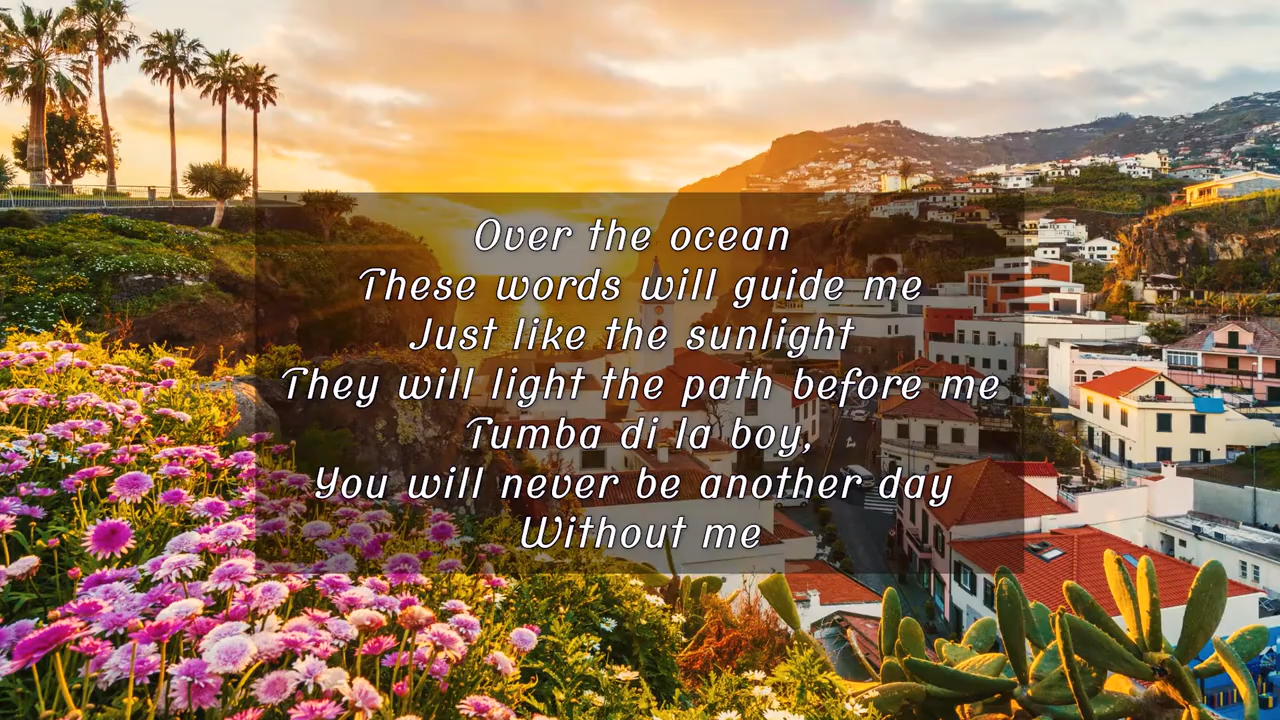 Over the ocean
These words will guide me
Just like the sunlight
They will light the path before me
Tumba di la boy,
You will never be another day
Without me